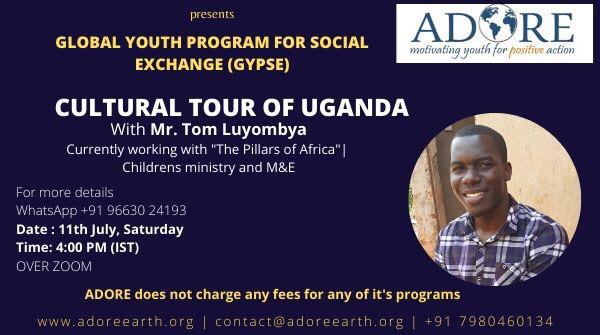 presents
GLOBAL YOUTH PROGRAM FOR SOCIAL
EXCHANGE (GYPSE)
ADORE
motivating youth for positive action
CULTURAL TOUR OF UGANDA
With Mr. Tom Luyombya
Currently working with "The Pillars of Africa"|
Childrens ministry and M&E
For more details
WhatsApp +91 96630 24193
Date : 11th July, Saturday
Time: 4:00 PM (IST)
OVER ZOOM
ADORE does not charge any fees for any of it's programs
www.adoreearth.org | contact@adoreearth.org | +91 7980460134